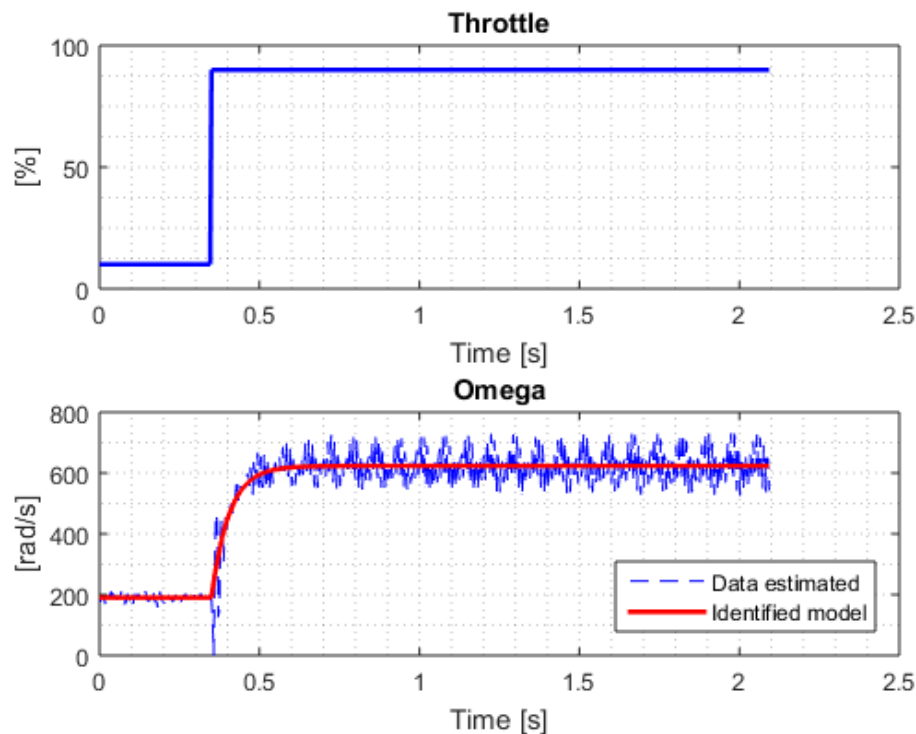 Throttle
100
50
0
[%]
0 0.5 1 1.5 2 2.5
Time [s]
Omega
800
600
400
200
0
[rad/s]
Data estimated
Identified model
0 0.5 1 1.5 2 2.5
Time [s]